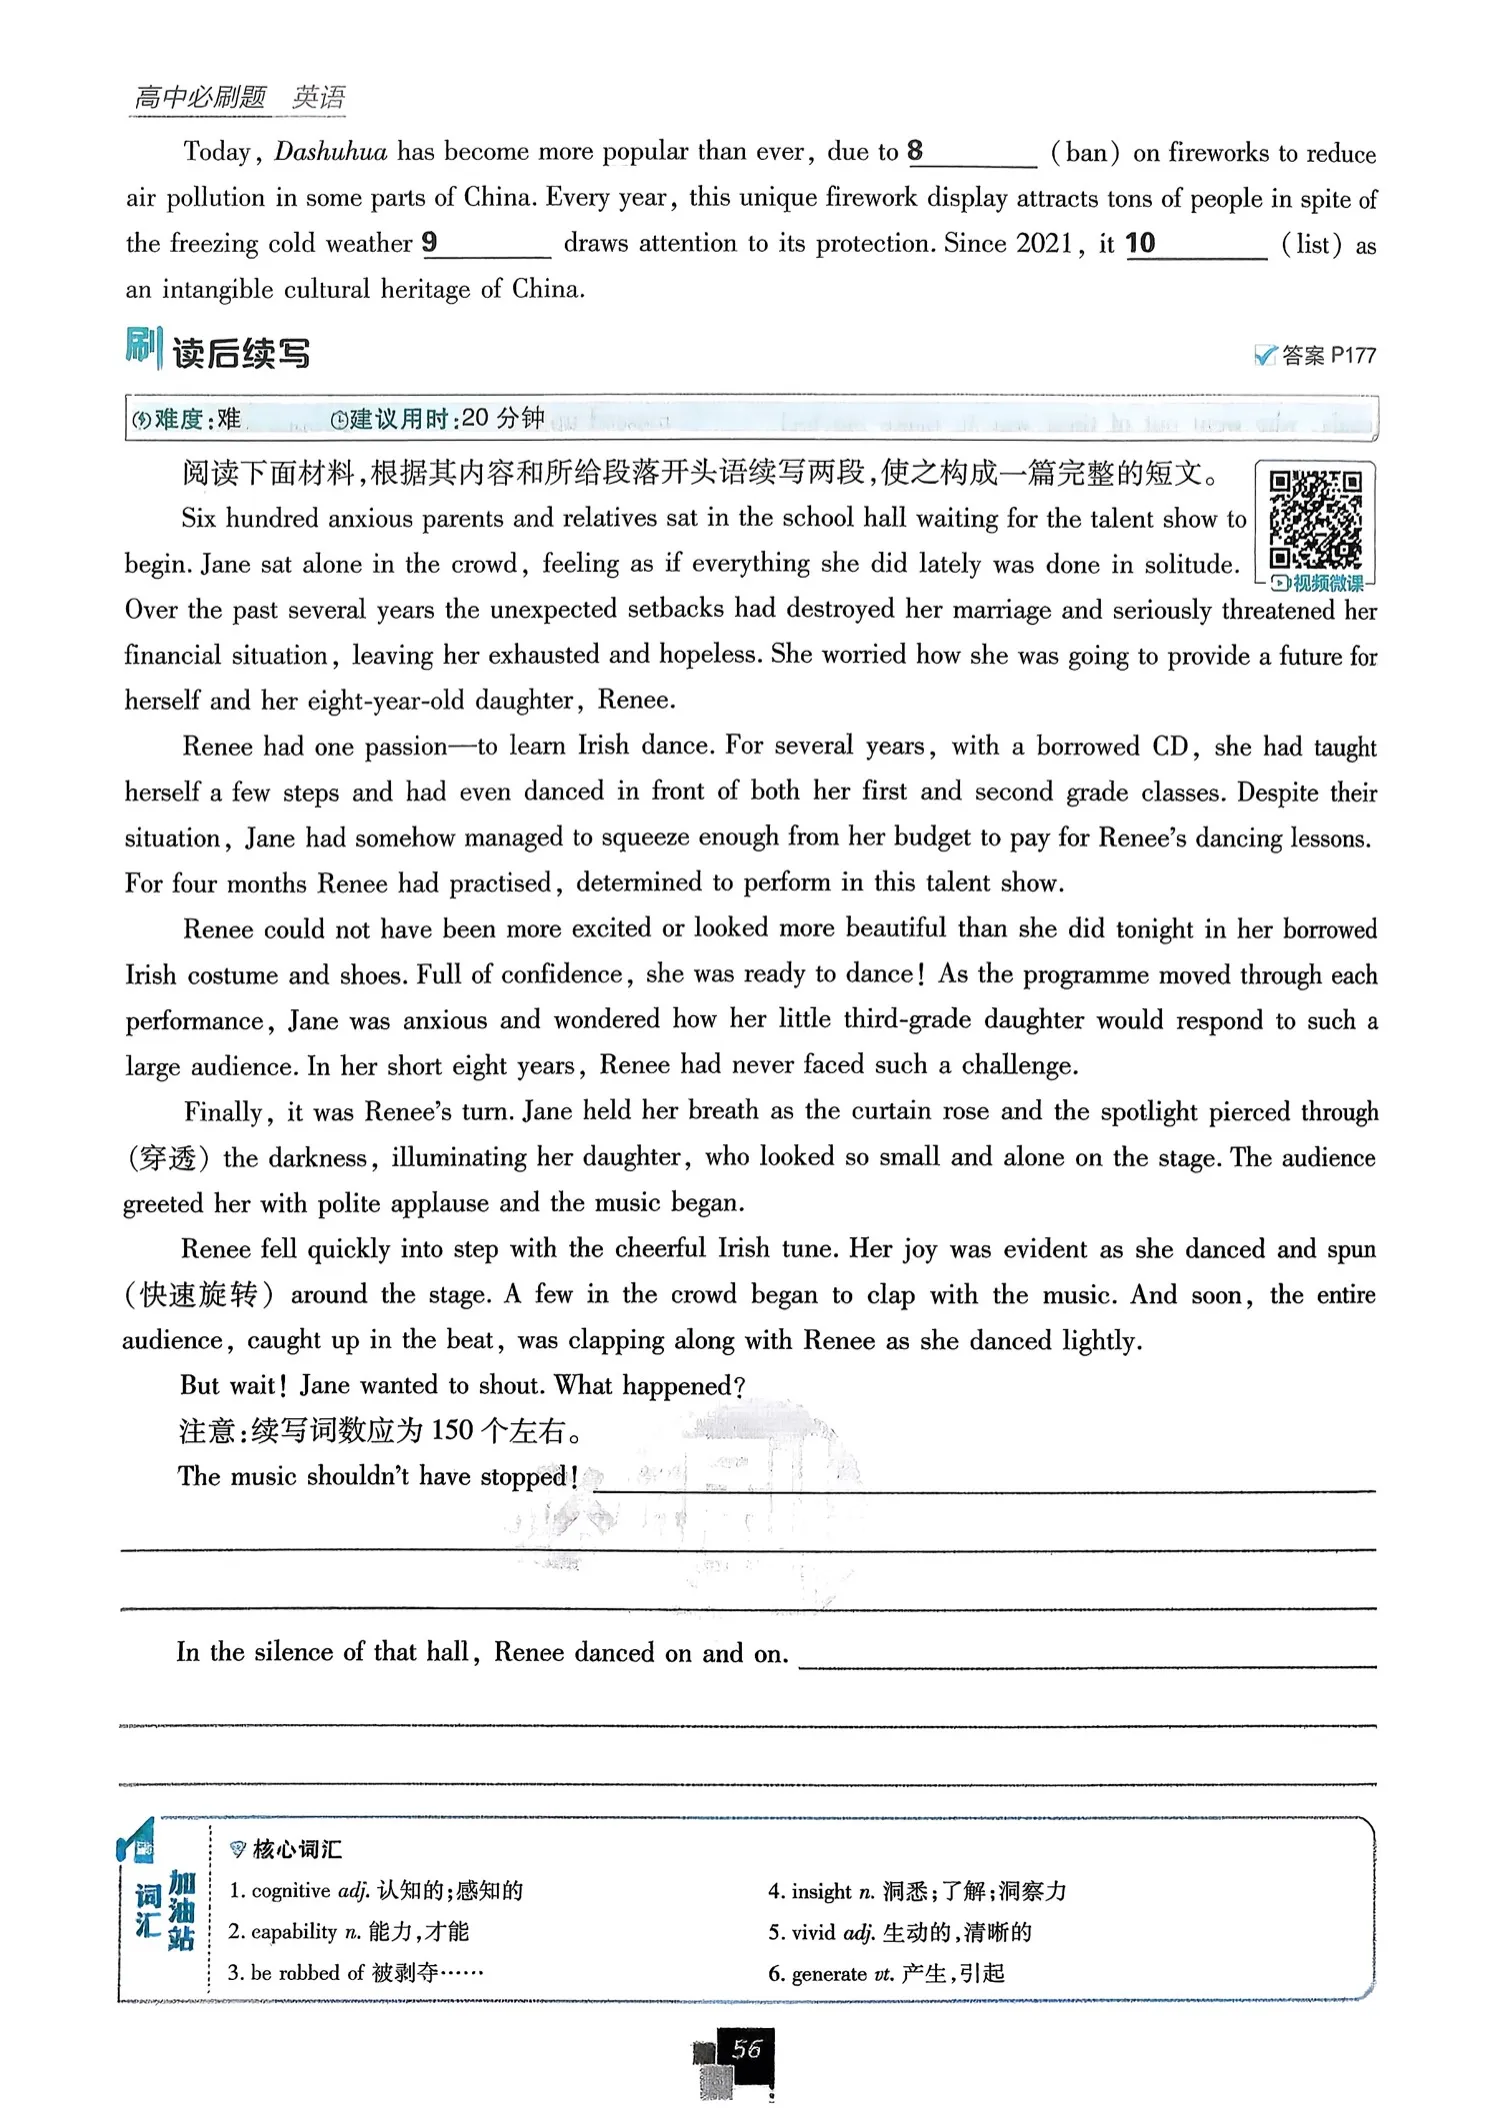 高中必刷题 英语
Today, Dashuhua has become more popular than ever, due to 8__________ (ban) on fireworks to reduce
air pollution in some parts of China. Every year, this unique firework display attracts tons of people in spite of
the freezing cold weather 9__________ draws attention to its protection. Since 2021, it 10__________ (list) as
an intangible cultural heritage of China.
刷 读后续写 答案 P177
难度:难 建议用时:20 分钟
阅读下面材料,根据其内容和所给段落开头语续写两段,使之构成一篇完整的短文。
Six hundred anxious parents and relatives sat in the school hall waiting for the talent show to
begin. Jane sat alone in the crowd, feeling as if everything she did lately was done in solitude.
视频微课
Over the past several years the unexpected setbacks had destroyed her marriage and seriously threatened her
financial situation, leaving her exhausted and hopeless. She worried how she was going to provide a future for
herself and her eight-year-old daughter, Renee.
Renee had one passion—to learn Irish dance. For several years, with a borrowed CD, she had taught
herself a few steps and had even danced in front of both her first and second grade classes. Despite their
situation, Jane had somehow managed to squeeze enough from her budget to pay for Renee's dancing lessons.
For four months Renee had practised, determined to perform in this talent show.
Renee could not have been more excited or looked more beautiful than she did tonight in her borrowed
Irish costume and shoes. Full of confidence, she was ready to dance! As the programme moved through each
performance, Jane was anxious and wondered how her little third-grade daughter would respond to such a
large audience. In her short eight years, Renee had never faced such a challenge.
Finally, it was Renee's turn. Jane held her breath as the curtain rose and the spotlight pierced through
(穿透) the darkness, illuminating her daughter, who looked so small and alone on the stage. The audience
greeted her with polite applause and the music began.
Renee fell quickly into step with the cheerful Irish tune. Her joy was evident as she danced and spun
(快速旋转) around the stage. A few in the crowd began to clap with the music. And soon, the entire
audience, caught up in the beat, was clapping along with Renee as she danced lightly.
But wait! Jane wanted to shout. What happened?
注意:续写词数应为 150 个左右。
The music shouldn't have stopped!
In the silence of that hall, Renee danced on and on.
词汇加油站
核心词汇
1. cognitive adj. 认知的;感知的
2. capability n. 能力,才能
3. be robbed of 被剥夺……
4. insight n. 洞悉;了解;洞察力
5. vivid adj. 生动的,清晰的
6. generate vt. 产生,引起
56